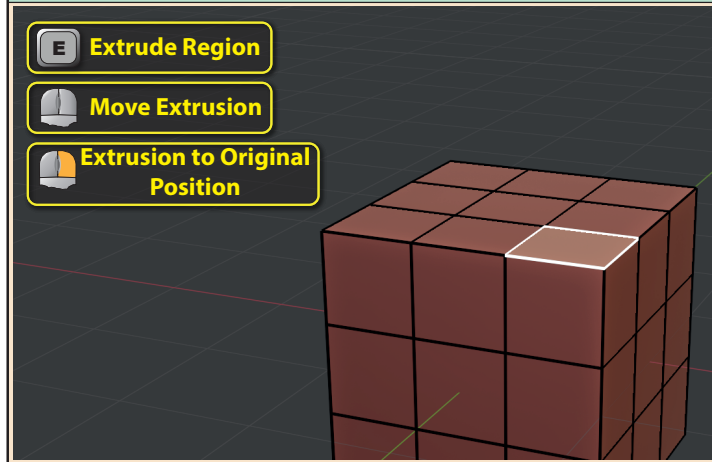 E Extrude Region
Move Extrusion
Extrusion to Original
Position